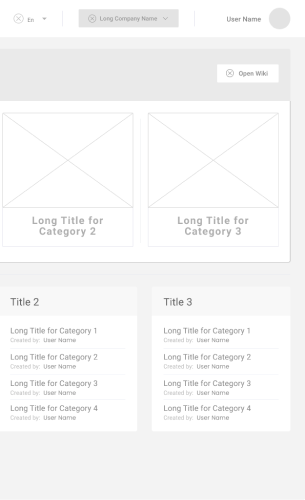 En
Long Company Name
User Name
Open Wiki
Long Title for
Category 2
Long Title for
Category 3
Title 2
Long Title for Category 1
Created by: User Name
Long Title for Category 2
Created by: User Name
Long Title for Category 3
Created by: User Name
Long Title for Category 4
Created by: User Name
Title 3
Long Title for Category 1
Created by: User Name
Long Title for Category 2
Created by: User Name
Long Title for Category 3
Created by: User Name
Long Title for Category 4
Created by: User Name